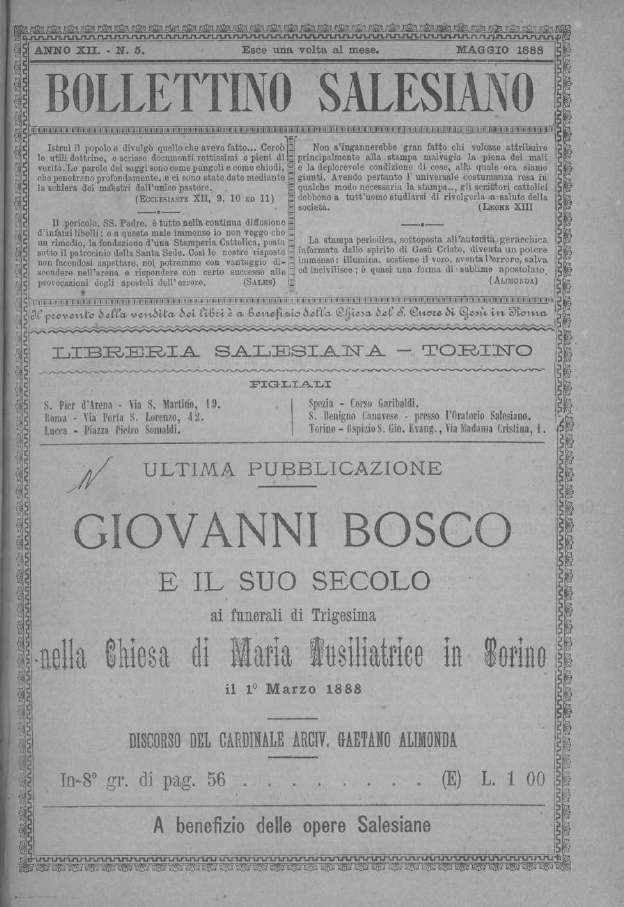 ANNO XII. - N. 5. Esce una volta al mese. MAGGIO 1888
BOLLETTINO SALESIANO
Istruì il popolo e divulgò quello che aveva fatto... Cercò
le utili dottrine, e scrisse documenti rettissimi e pieni di
verità. Le parole dei saggi sono come pungoli e come chiodi,
che penetrano profondamente, e ci sono state date mediante
la schiera dei maestri dall'unico pastore.
(ECCLESIASTE XII, 9, 10 ED 11)
Il pericolo, SS. Padre, è tutto nella continua diffusione
d'infami libelli; e a questo male immenso io non veggo che
un rimedio, la fondazione d'una Stamperia Cattolica, posta
sotto il patrocinio della Santa Sede. Così le nostre risposte
non facendosi aspettare, noi potremmo con vantaggio di-
scendere nell'arena e rispondere con certo successo alle
provocazioni degli apostoli dell'errore. (SALES)
Non s'ingannerebbe gran fatto chi volesse attribuire
principalmente alla stampa malvagia la piena dei mali
e la deplorevole condizione di cose, alla quale ora siamo
giunti. Avendo pertanto l'universale costumanza resa in
qualche modo necessaria la stampa.., gli scrittori cattolici
debbono a tutt'uomo studiarsi di rivolgerla a salute della
società. (LEONE XIII
La stampa periodica, sottoposta all'autorità gerarchica
informata dallo spirito di Gesù Cristo, diventa un potere
immenso: illumina, sostiene il vero, sventa l'errore, salva
ed incivilisce; è quasi una forma di sublime apostolato.
(ALIMONDA)
Il provento della vendita dei libri è a benefizio della Chiesa del S. Cuore di Gesù in Roma
LIBRERIA SALESIANA — TORINO
FIGLIALI
S. Pier d'Arena - Via S. Martino, 19.
Roma - Via Porta S. Lorenzo, 42.
Lucca - Piazza Pietro Somaldi.
Spezia - Corso Garibaldi.
S. Benigno Canavese - presso l'Oratorio Salesiano.
Torino - Ospizio S. Gio. Evang., Via Madama Cristina, 1.
N
ULTIMA PUBBLICAZIONE
GIOVANNI BOSCO
E IL SUO SECOLO
ai funerali di Trigesima
nella Chiesa di Maria Ausiliatrice in Torino
il 1º Marzo 1888
DISCORSO DEL CARDINALE ARCIV. GAETANO ALIMONDA
In-8º gr. di pag. 56 . . . . . . . . (E) L. 1 00
A benefizio delle opere Salesiane